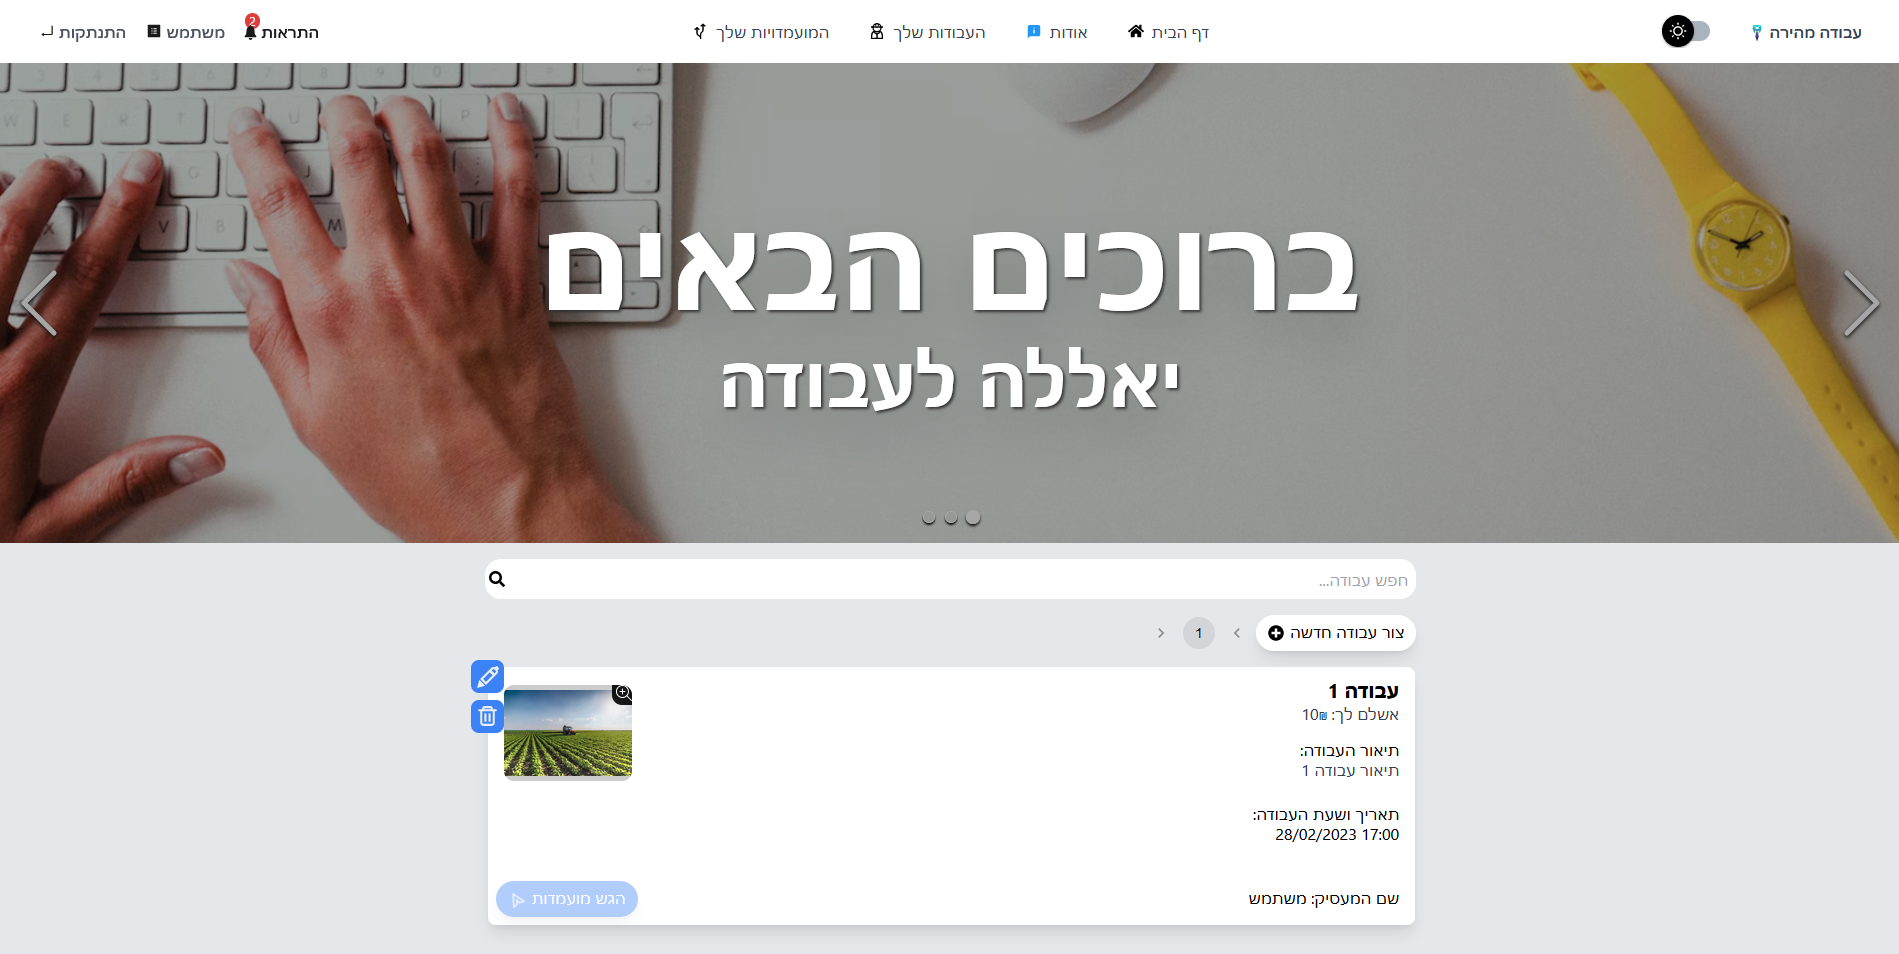 עבודה מהירה
דף הבית
אודות
העבודות שלך
המועמדויות שלך
התראות
2
משתמש
התנתקות
ברוכים הבאים
יאללה לעבודה
חפש עבודה...
צור עבודה חדשה
1
עבודה 1
אשלם לך: 10₪
תיאור העבודה:
תיאור עבודה 1
תאריך ושעת העבודה:
28/02/2023 17:00
שם המעסיק: משתמש
הגש מועמדות